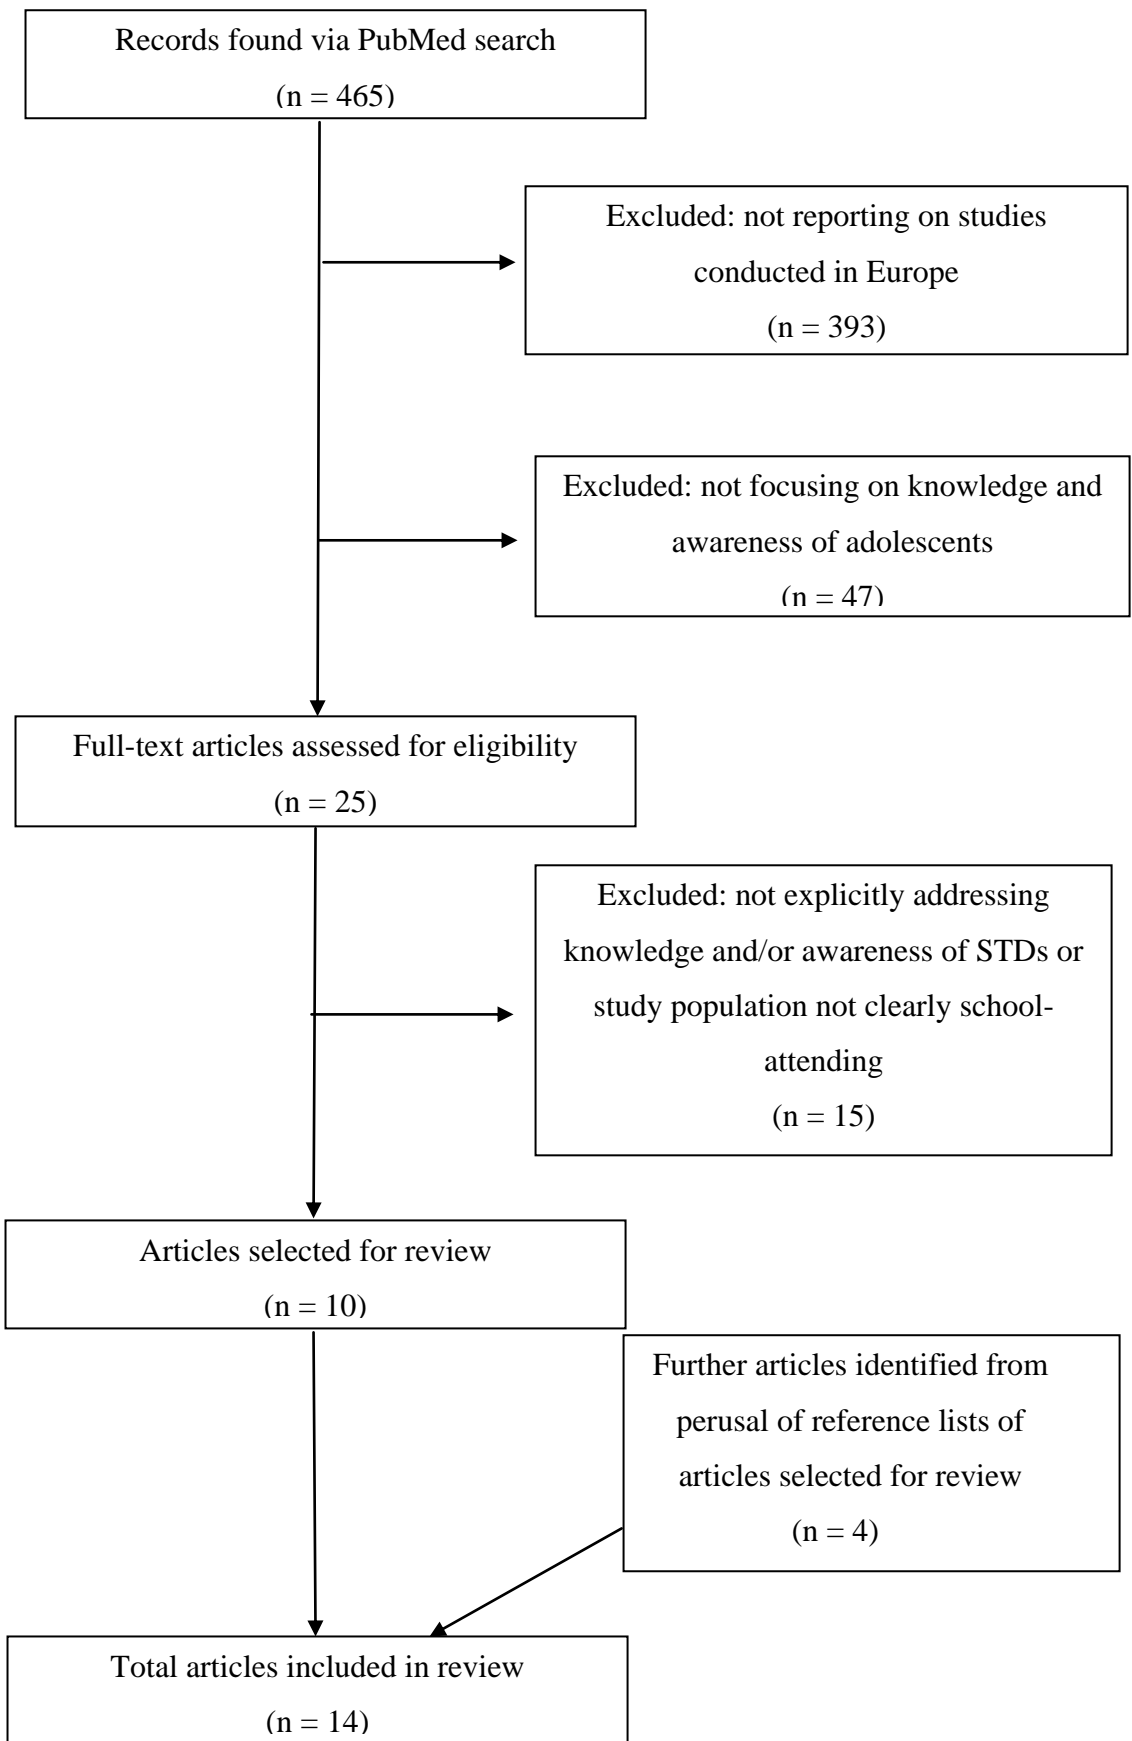 Records found via PubMed search
(n = 465)
Excluded: not reporting on studies
conducted in Europe
(n = 393)
Excluded: not focusing on knowledge and
awareness of adolescents
(n = 47)
Full-text articles assessed for eligibility
(n = 25)
Excluded: not explicitly addressing
knowledge and/or awareness of STDs or
study population not clearly school-
attending
(n = 15)
Articles selected for review
(n = 10)
Further articles identified from
perusal of reference lists of
articles selected for review
(n = 4)
Total articles included in review
(n = 14)